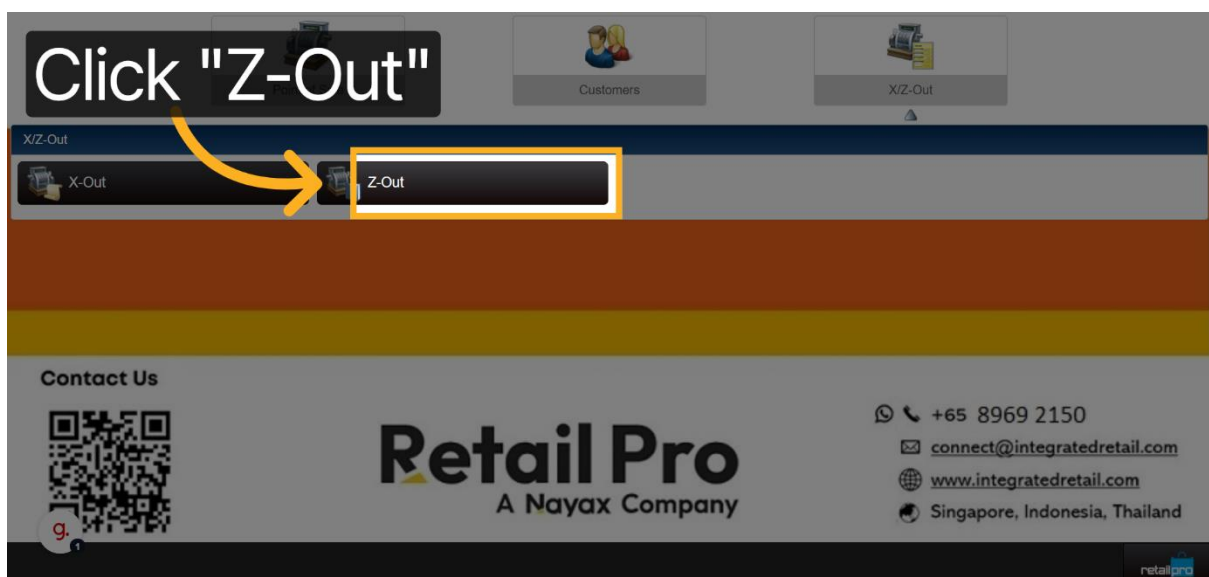 Click "Z-Out"
Customers
X/Z-Out
X/Z-Out
X-Out
Z-Out
Contact Us
Retail Pro
A Nayax Company
+65 8969 2150
connect@integratedretail.com
www.integratedretail.com
Singapore, Indonesia, Thailand
g.
1
retailpro